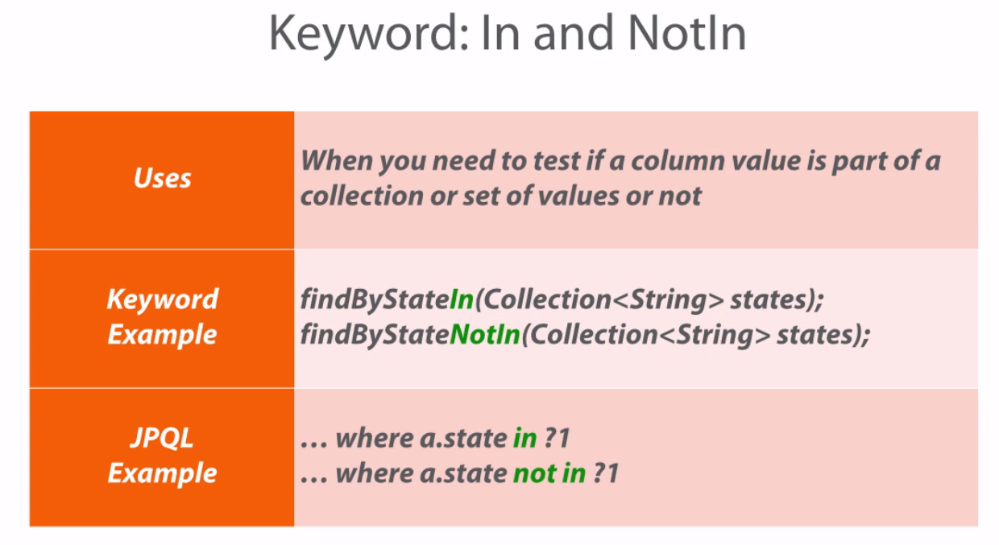 Keyword: In and NotIn
Uses
When you need to test if a column value is part of a
collection or set of values or not
Keyword
Example
findByStateIn(Collection<String> states);
findByStateNotIn(Collection<String> states);
JPQL
Example
… where a.state in ?1
… where a.state not in ?1